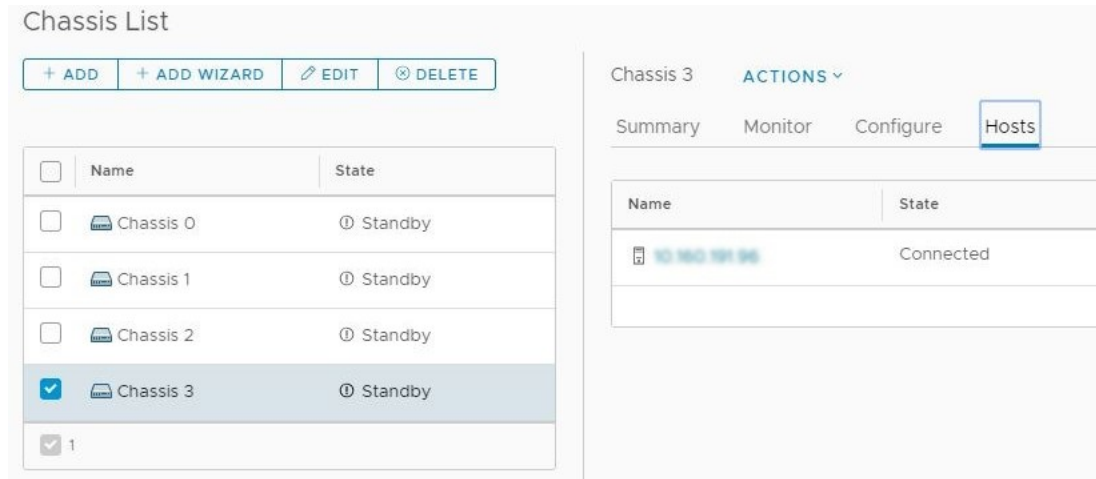 Chassis List
+ ADD
+ ADD WIZARD
EDIT
DELETE
Name State
Chassis 0 Standby
Chassis 1 Standby
Chassis 2 Standby
Chassis 3 Standby
1
Chassis 3 ACTIONS
Summary Monitor Configure Hosts
Name State
Connected